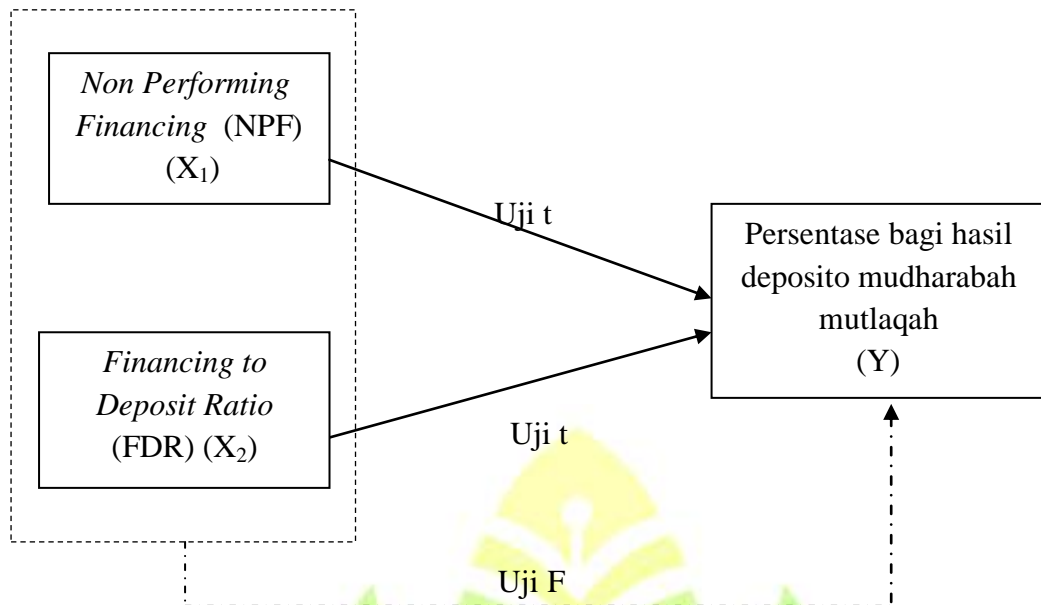 Non Performing
Financing (NPF)
(X₁)
Uji t
Persentase bagi hasil
deposito mudharabah
mutlaqah
(Y)
Financing to
Deposit Ratio
(FDR) (X₂)
Uji t
Uji F